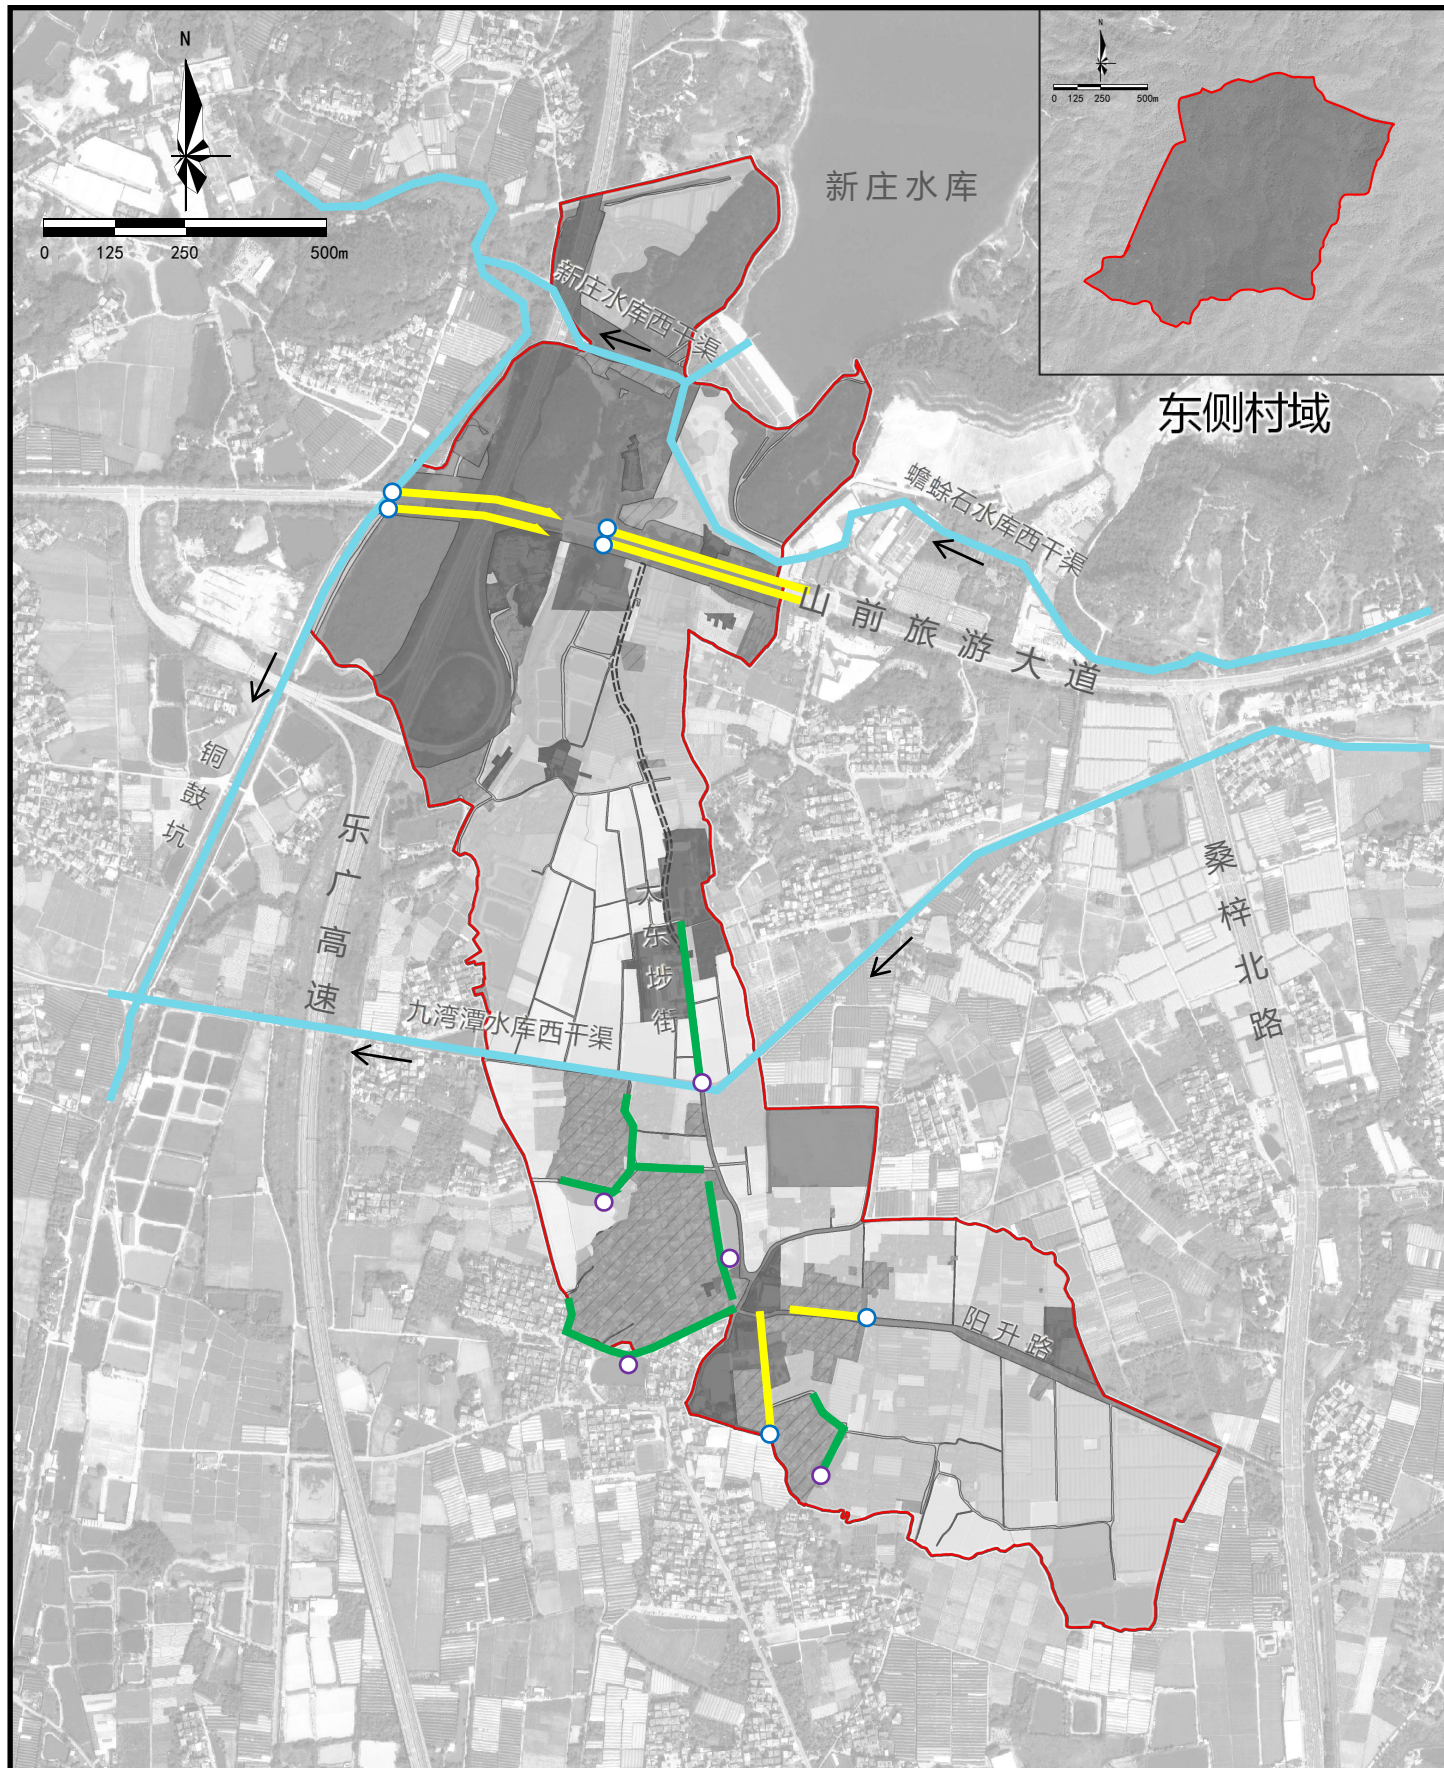 N
0 125 250 500m
N
0 125 250 500m
新庄水库
东侧村域
新庄水库西干渠
蟾蜍石水库西干渠
山前旅游大道
铜鼓坑
乐广高速
大东埗街
桑梓北路
九湾潭水库西干渠
阳升路